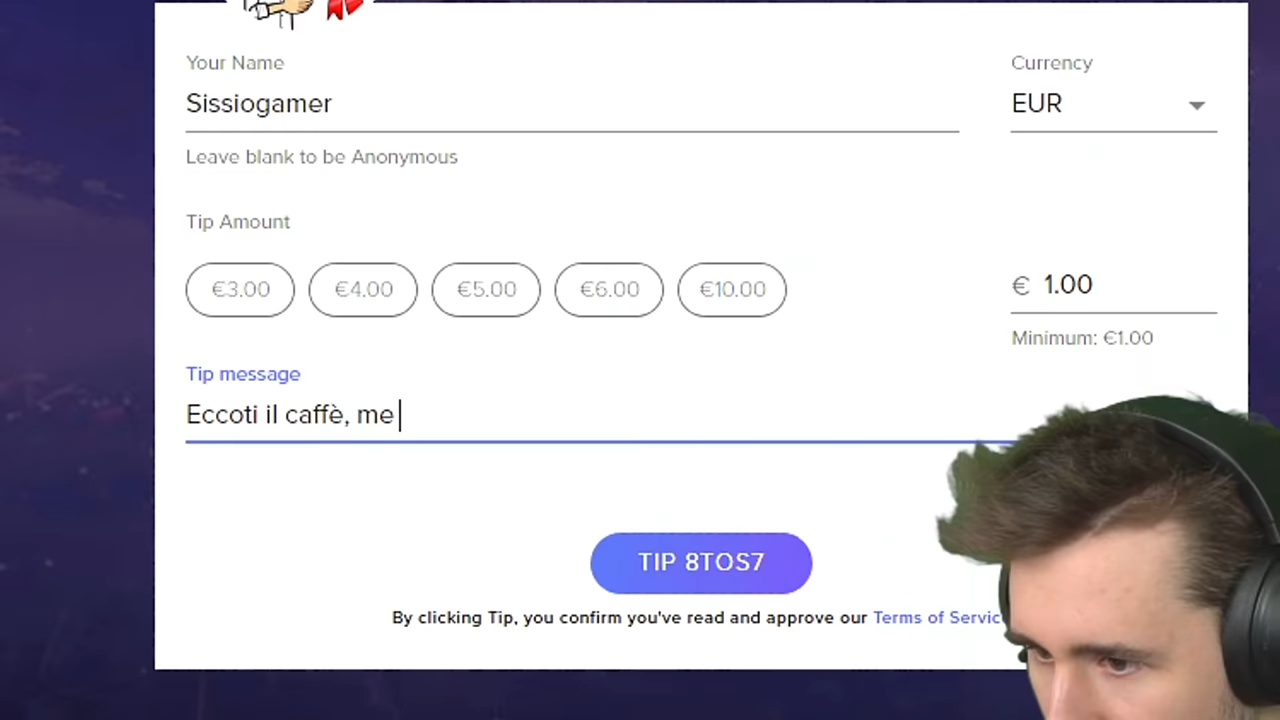 Your Name
Currency
Sissiogamer
EUR
Leave blank to be Anonymous
Tip Amount
€3.00 €4.00 €5.00 €6.00 €10.00
€ 1.00
Minimum: €1.00
Tip message
Eccoti il caffè, me
TIP 8TOS7
By clicking Tip, you confirm you've read and approve our Terms of Servic